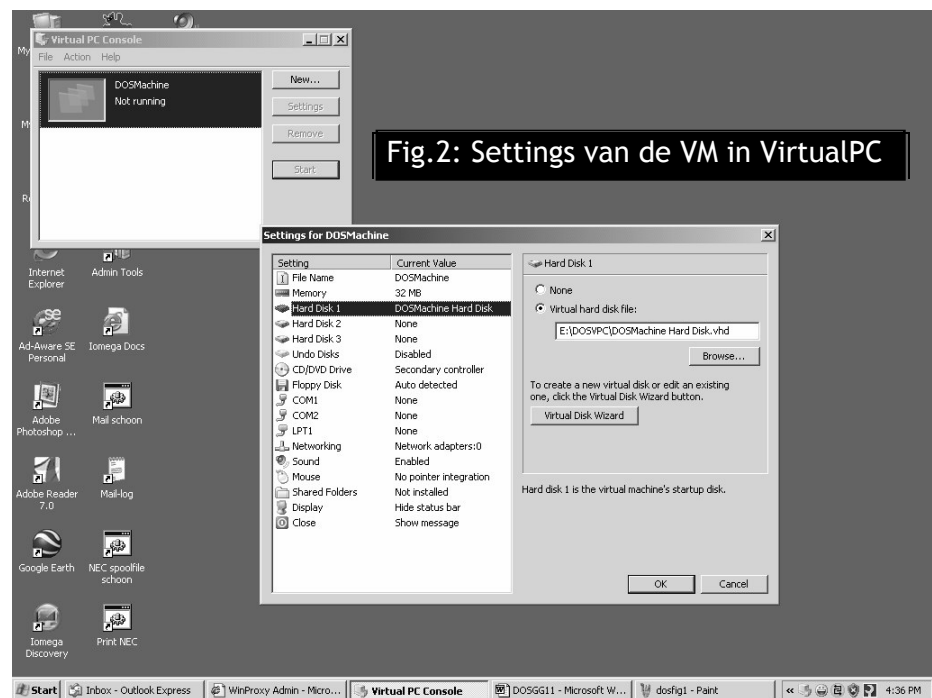 Virtual PC Console
File Action Help
DOSMachine
Not running
New...
Settings
Remove
Start
Fig.2: Settings van de VM in VirtualPC
Internet Explorer
Admin Tools
Ad-Aware SE Personal
Iomega Docs
Adobe Photoshop ...
Mail schoon
Adobe Reader 7.0
Mail-log
Google Earth
NEC spoolfile schoon
Iomega Discovery
Print NEC
Settings for DOSMachine
Setting Current Value
File Name DOSMachine
Memory 32 MB
Hard Disk 1 DOSMachine Hard Disk
Hard Disk 2 None
Hard Disk 3 None
Undo Disks Disabled
CD/DVD Drive Secondary controller
Floppy Disk Auto detected
COM1 None
COM2 None
LPT1 None
Networking Network adapters:0
Sound Enabled
Mouse No pointer integration
Shared Folders Not installed
Display Hide status bar
Close Show message
Hard Disk 1
None
Virtual hard disk file:
E:\DOSVPC\DOSMachine Hard Disk.vhd
Browse...
To create a new virtual disk or edit an existing
one, click the Virtual Disk Wizard button.
Virtual Disk Wizard
Hard disk 1 is the virtual machine's startup disk.
OK Cancel
Start Inbox - Outlook Express WinProxy Admin - Micro... Virtual PC Console DOSGG11 - Microsoft W... dosfig1 - Paint « 4:36 PM